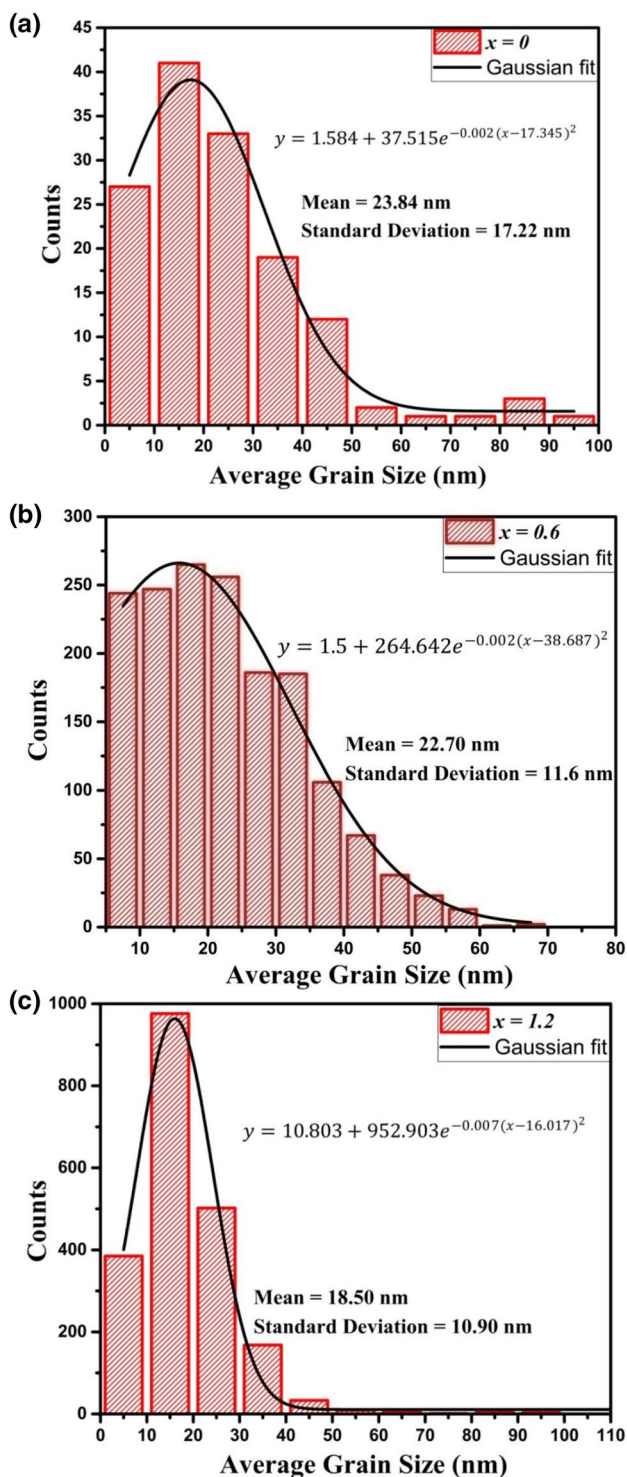 (a)
45
40
35
30
25
20
15
10
5
0
Counts
x = 0
Gaussian fit
y = 1.584 + 37.515e^{-0.002(x-17.345)^2}
Mean = 23.84 nm
Standard Deviation = 17.22 nm
0 10 20 30 40 50 60 70 80 90 100
Average Grain Size (nm)
(b)
300
250
200
150
100
50
0
Counts
x = 0.6
Gaussian fit
y = 1.5 + 264.642e^{-0.002(x-38.687)^2}
Mean = 22.70 nm
Standard Deviation = 11.6 nm
10 20 30 40 50 60 70 80
Average Grain Size (nm)
(c)
1000
800
600
400
200
0
Counts
x = 1.2
Gaussian fit
y = 10.803 + 952.903e^{-0.007(x-16.017)^2}
Mean = 18.50 nm
Standard Deviation = 10.90 nm
0 10 20 30 40 50 60 70 80 90 100 110
Average Grain Size (nm)